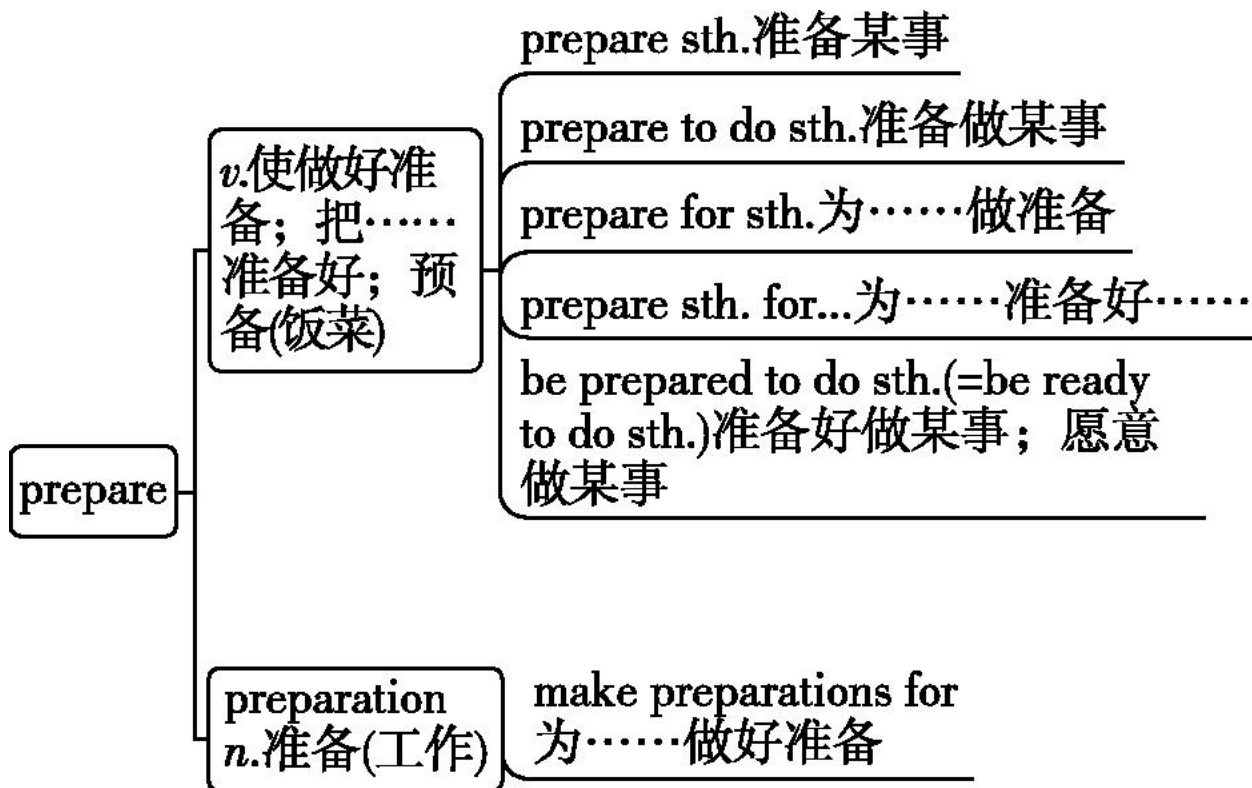 prepare
v.使做好准
备；把……
准备好；预
备(饭菜)
prepare sth.准备某事
prepare to do sth.准备做某事
prepare for sth.为……做准备
prepare sth. for...为……准备好……
be prepared to do sth.(=be ready
to do sth.)准备好做某事；愿意
做某事
preparation
n.准备(工作)
make preparations for
为……做好准备